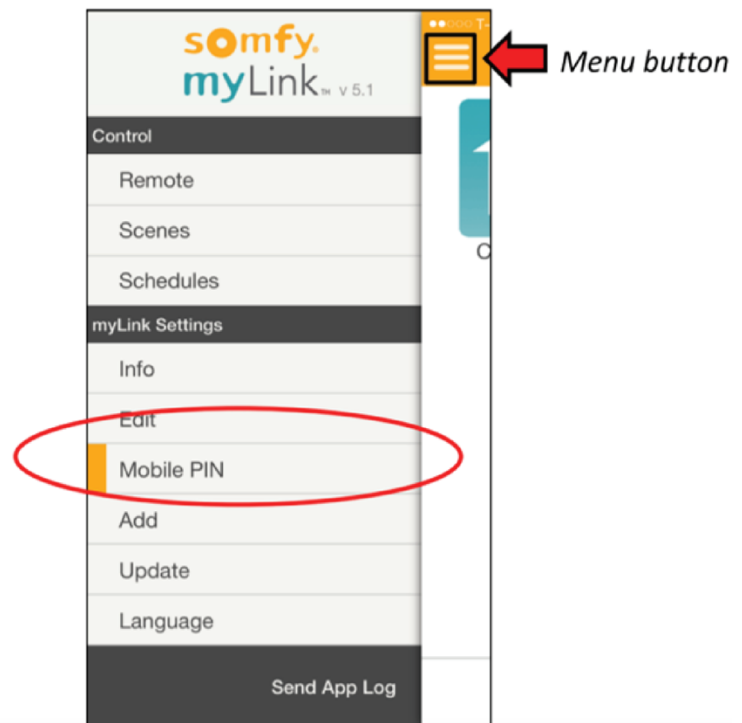 somfy.
myLink™ v 5.1
T-
Menu button
Control
Remote
Scenes
C
Schedules
myLink Settings
Info
Edit
Mobile PIN
Add
Update
Language
Send App Log